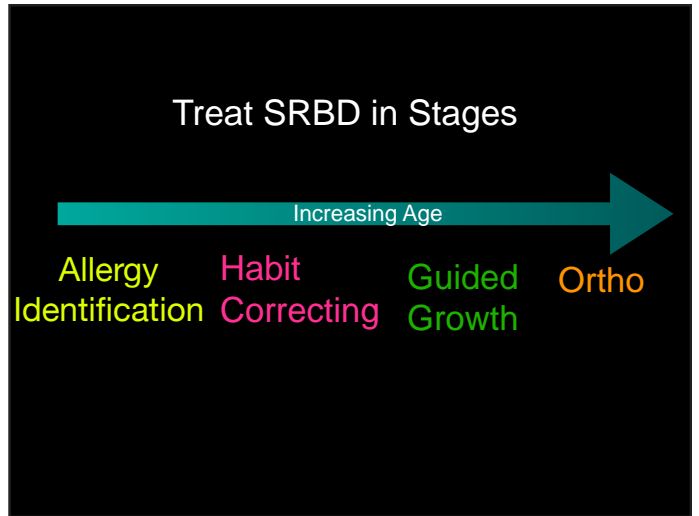 Treat SRBD in Stages
Increasing Age
Allergy
Identification
Habit
Correcting
Guided
Growth
Ortho